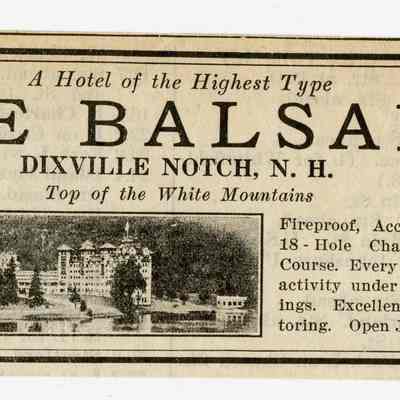 A Hotel of the Highest Type
E BALSA
DIXVILLE NOTCH, N. H.
Top of the White Mountains
Fireproof, Acc
18-Hole Cha
Course. Every
activity under
ings. Excellen
toring. Open J